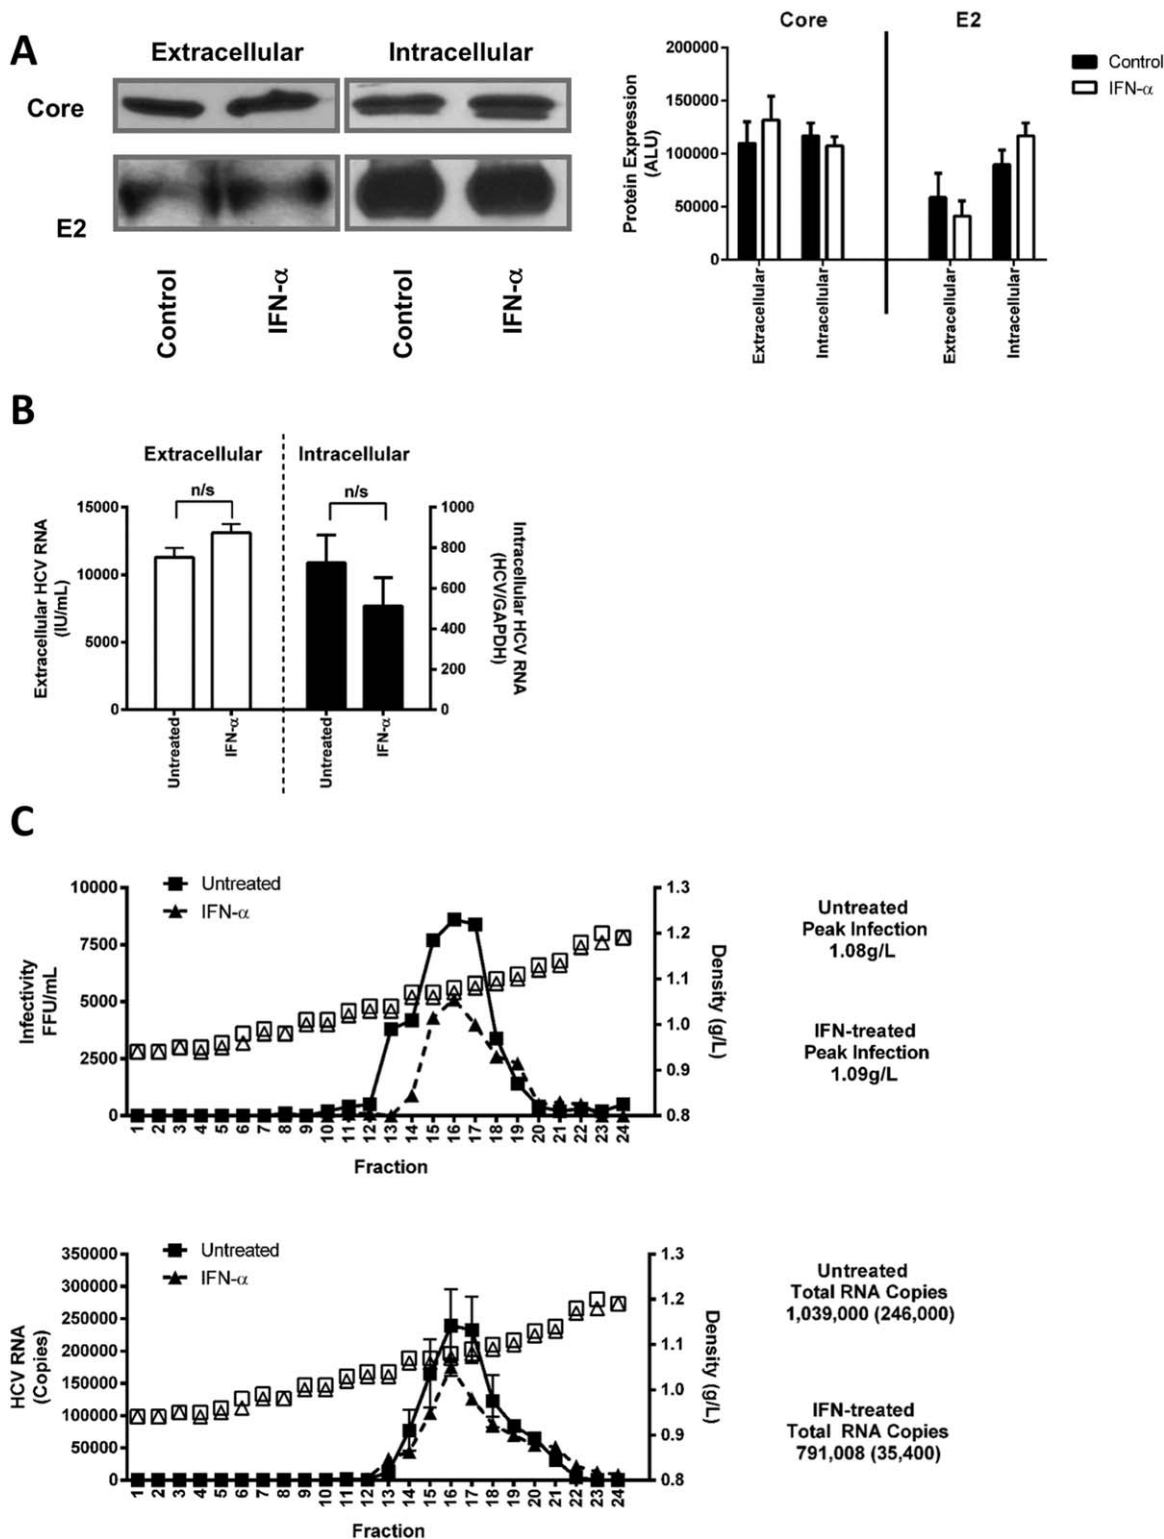 A
Extracellular Intracellular
Core
E2
Control IFN-α Control IFN-α
Core E2
Control
IFN-α
Protein Expression
(ALU)
200000
150000
100000
50000
0
Extracellular Intracellular Extracellular Intracellular
B
Extracellular Intracellular
n/s n/s
Extracellular HCV RNA
(IU/mL)
15000
10000
5000
0
1000
800
600
400
200
0
Intracellular HCV RNA
(HCV/GAPDH)
Untreated IFN-α Untreated IFN-α
C
Untreated
IFN-α
Infectivity
FFU/mL
10000
7500
5000
2500
0
1.3
1.2
1.1
1.0
0.9
0.8
Density (g/L)
1 2 3 4 5 6 7 8 9 10 11 12 13 14 15 16 17 18 19 20 21 22 23 24
Fraction
Untreated
Peak Infection
1.08g/L
IFN-treated
Peak Infection
1.09g/L
Untreated
IFN-α
HCV RNA
(Copies)
350000
300000
250000
200000
150000
100000
50000
0
1.3
1.2
1.1
1.0
0.9
0.8
Density (g/L)
1 2 3 4 5 6 7 8 9 10 11 12 13 14 15 16 17 18 19 20 21 22 23 24
Fraction
Untreated
Total RNA Copies
1,039,000 (246,000)
IFN-treated
Total RNA Copies
791,008 (35,400)